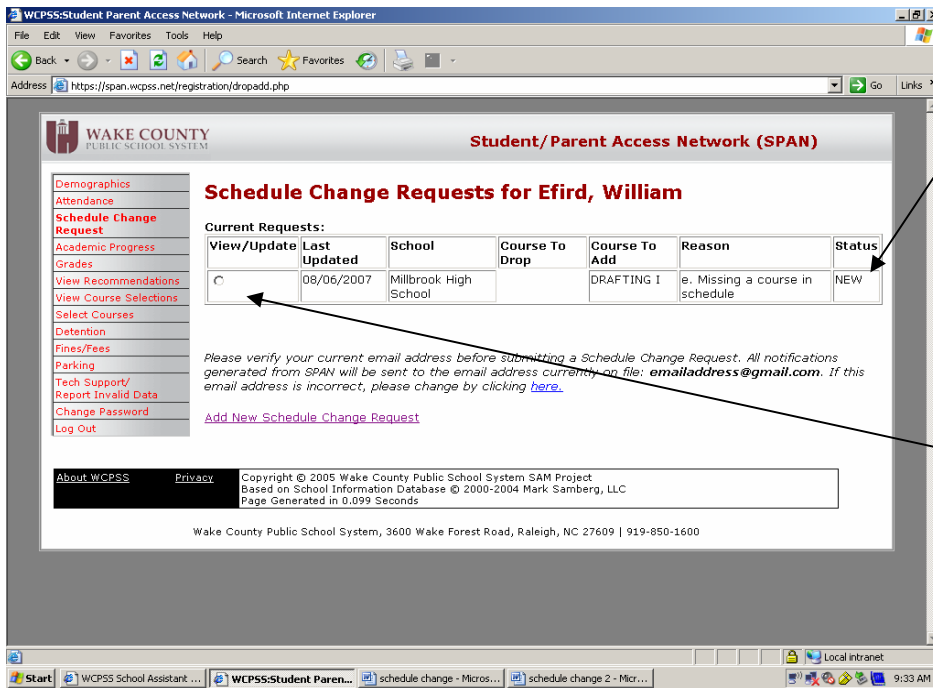 WCPSS:Student Parent Access Network - Microsoft Internet Explorer
File Edit View Favorites Tools Help
Back Search Favorites
Address https://span.wcpss.net/registration/dropadd.php Go Links
WAKE COUNTY
PUBLIC SCHOOL SYSTEM
Student/Parent Access Network (SPAN)
Demographics
Attendance
Schedule Change
Request
Academic Progress
Grades
View Recommendations
View Course Selections
Select Courses
Detention
Fines/Fees
Parking
Tech Support/
Report Invalid Data
Change Password
Log Out
Schedule Change Requests for Efird, William
Current Requests:
View/Update Last School Course To Course To Reason Status
Updated Drop Add
08/06/2007 Millbrook High DRAFTING I e. Missing a course in NEW
School schedule
Please verify your current email address before submitting a Schedule Change Request. All notifications
generated from SPAN will be sent to the email address currently on file: emailaddress@gmail.com. If this
email address is incorrect, please change by clicking here.
Add New Schedule Change Request
About WCPSS Privacy
Copyright © 2005 Wake County Public School System SAM Project
Based on School Information Database © 2000-2004 Mark Samberg, LLC
Page Generated in 0.099 Seconds
Wake County Public School System, 3600 Wake Forest Road, Raleigh, NC 27609 | 919-850-1600
Local intranet
Start WCPSS School Assistant ... WCPSS:Student Paren... schedule change - Micros... schedule change 2 - Micr... 9:33 AM